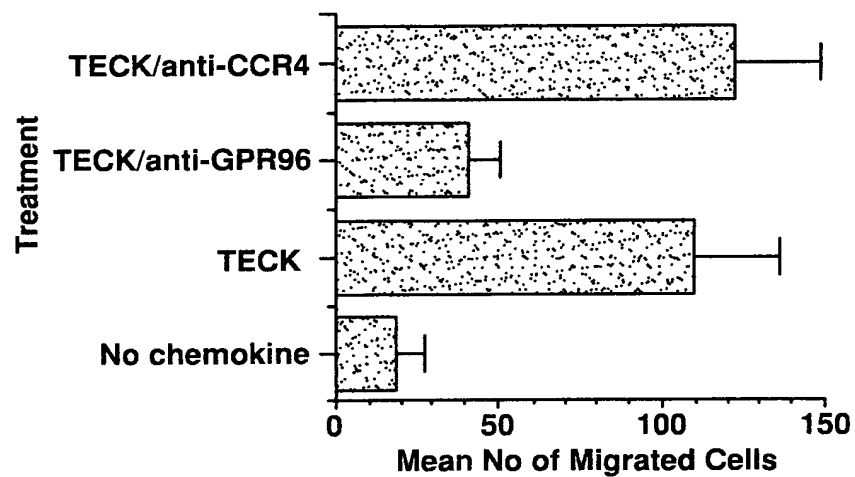 TECK/anti-CCR4
TECK/anti-GPR96
TECK
No chemokine
Treatment
0 50 100 150
Mean No of Migrated Cells